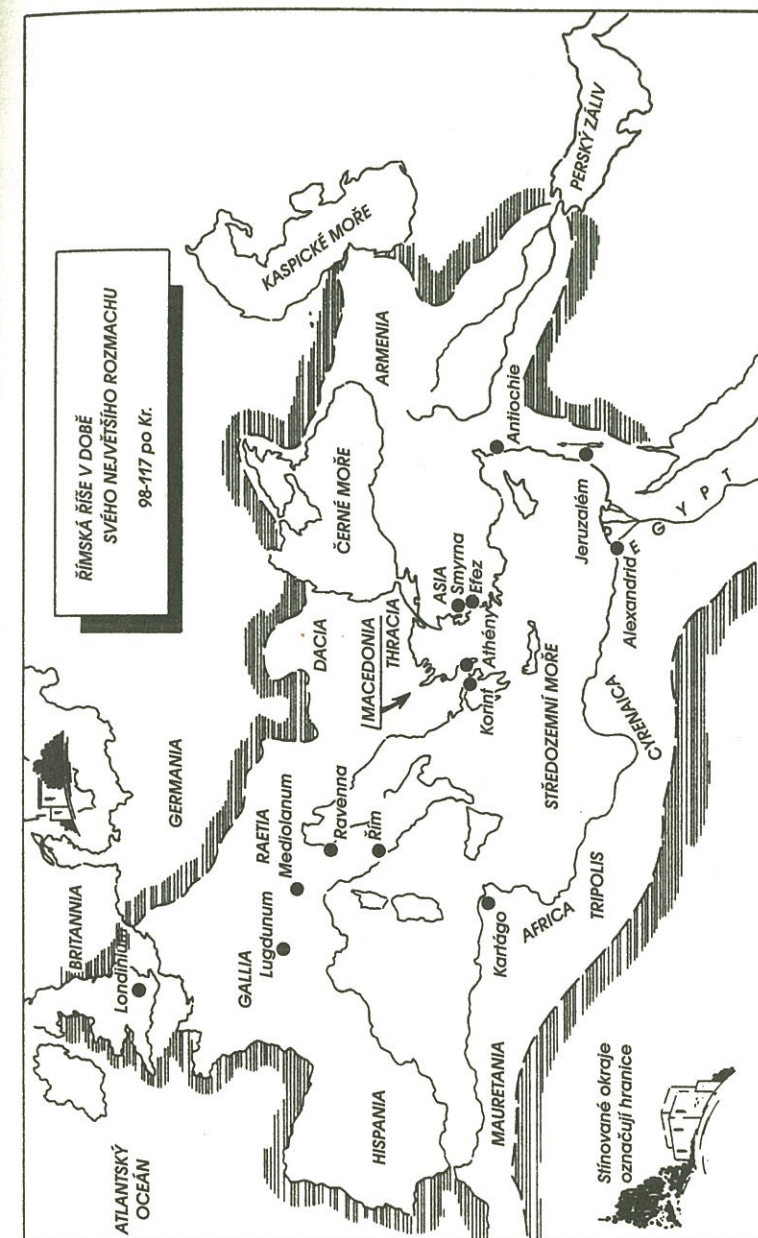 ŘÍMSKÁ ŘÍŠE V DOBĚ
SVÉHO NEJVĚTŠÍHO ROZMACHU
98-117 po Kr.
ATLANTSKÝ
OCEÁN
BRITANNIA
Londinium
GERMANIA
GALLIA
Lugdunum
RAETIA
Mediolanum
Ravenna
Řím
HISPANIA
DACIA
MACEDONIA
THRACIA
ČERNÉ MOŘE
KASPICKÉ MOŘE
ARMENIA
ASIA
Smyrna
Efez
Athény
Korint
Antiochie
PERSKÝ ZÁLIV
STŘEDOZEMNÍ MOŘE
Jeruzalém
Alexandrid
EGYPT
CYRENAICA
Kartágo
AFRICA
TRIPOLIS
MAURETANIA
Stínované okraje
označují hranice